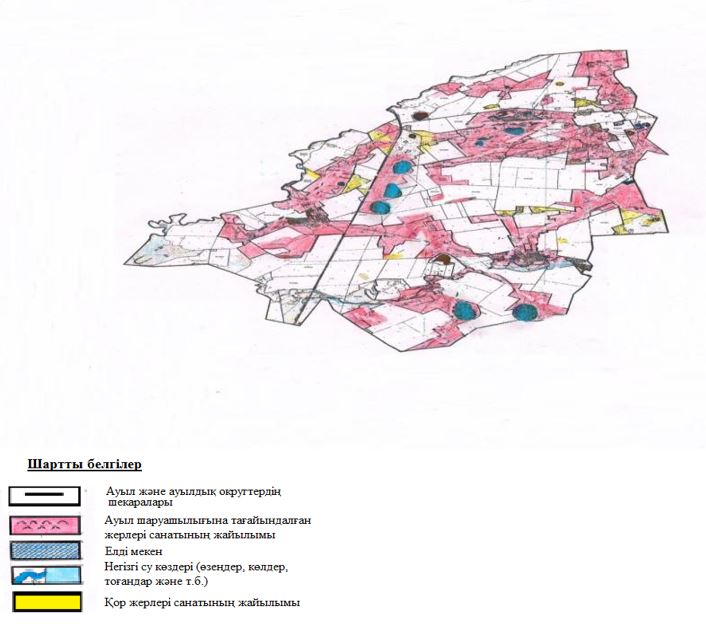 Шартты белгілер
Ауыл және ауылдық округтердің
шекаралары
Ауыл шаруашылығына тағайындалған
жерлері санатының жайылымы
Елді мекен
Негізгі су көздері (өзеңдер, көлдер,
тоғандар және т.б.)
Қор жерлері санатының жайылымы